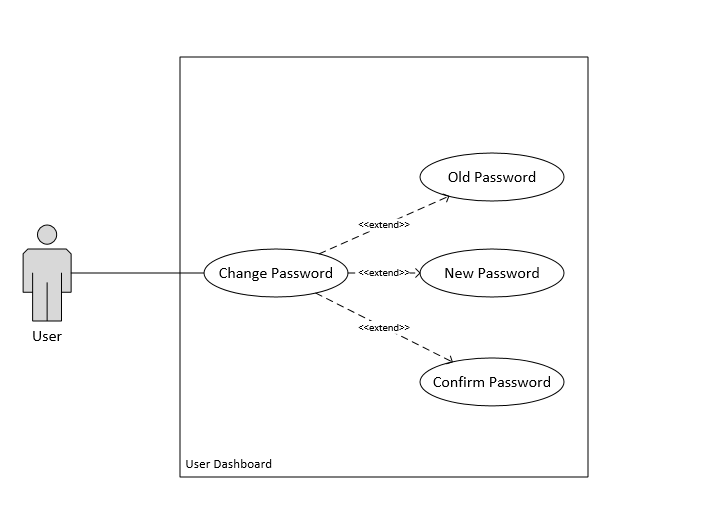 Old Password
<<extend>>
User
Change Password
<<extend>>
New Password
<<extend>>
Confirm Password
User Dashboard